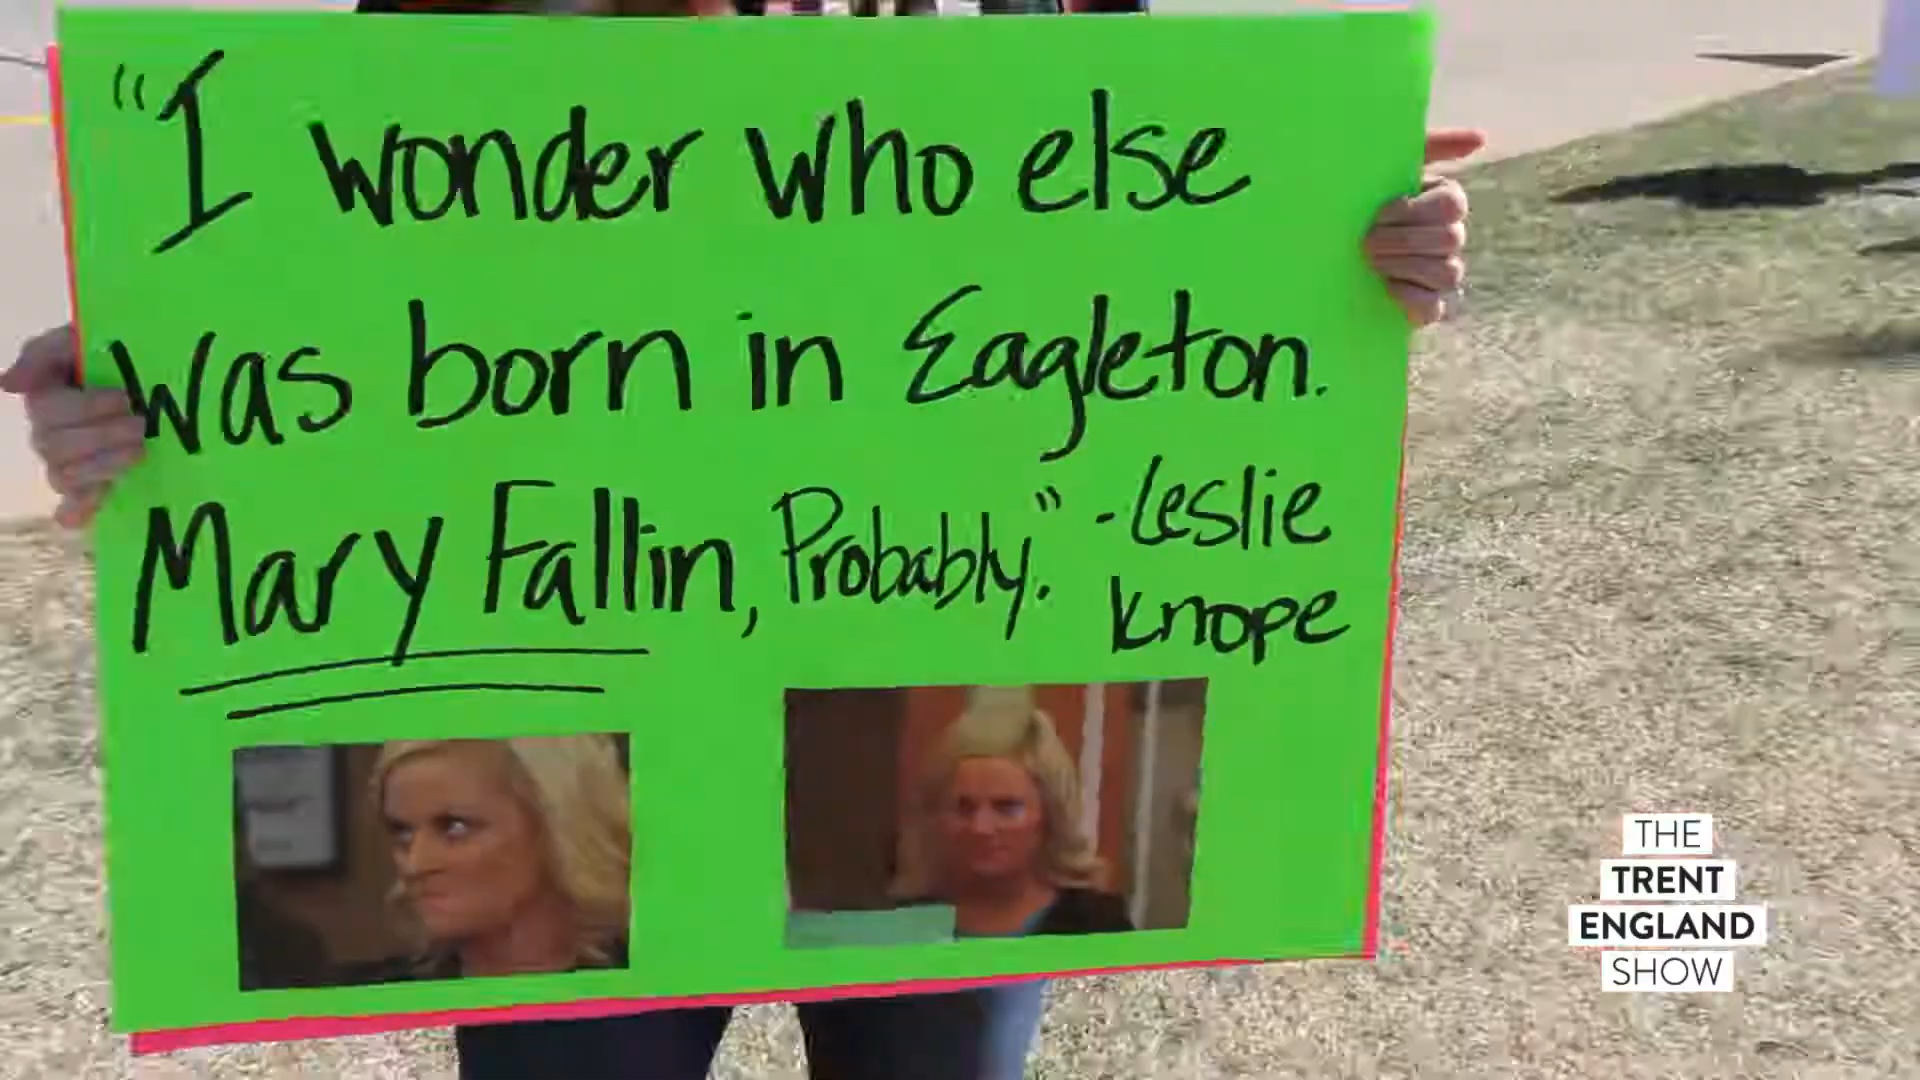 "I wonder who else
was born in Eagleton.
Mary Fallin, Probably." -Leslie
Knope
THE
TRENT
ENGLAND
SHOW